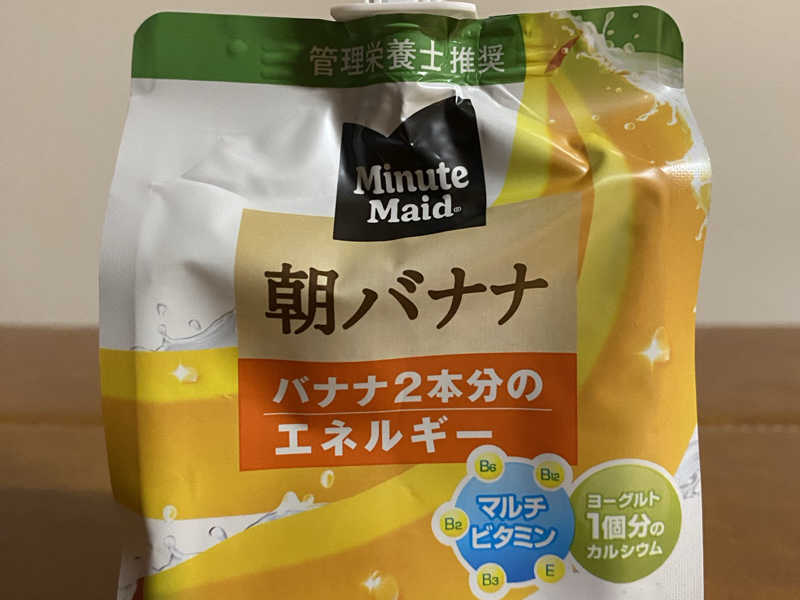 管理栄養士推奨
Minute
Maid®
朝バナナ
バナナ2本分の
エネルギー
B6
B12
マルチ
ビタミン
B2
B3
E
ヨーグルト
1個分の
カルシウム